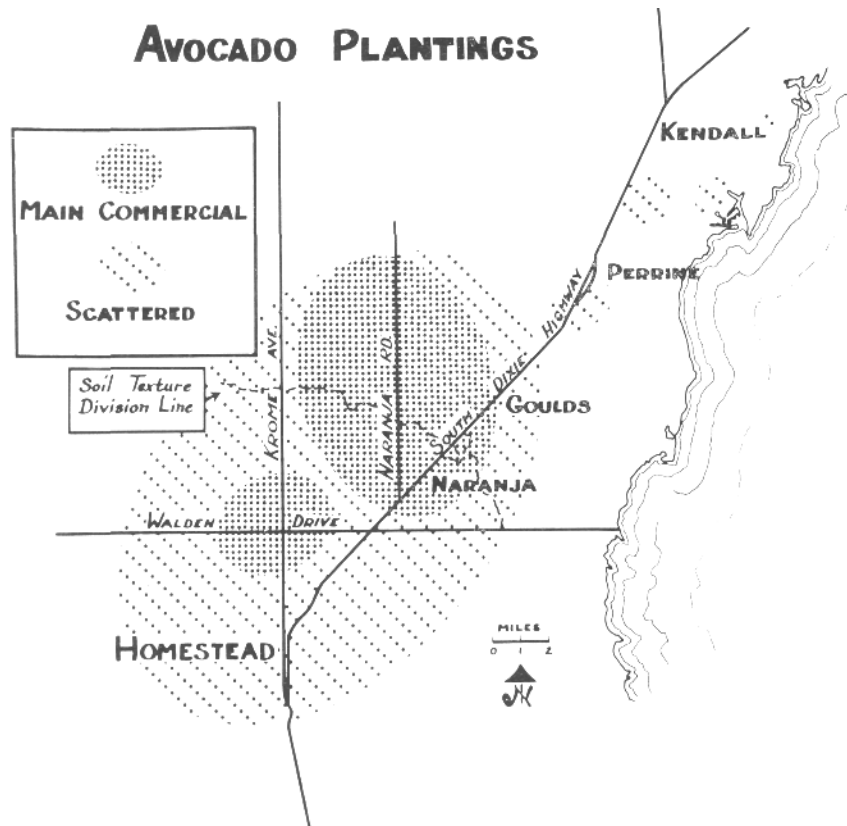 AVOCADO PLANTINGS
MAIN COMMERCIAL
SCATTERED
Soil Texture
Division Line
KROME AVE.
NARANJA RD.
SOUTH DIXIE HIGHWAY
KENDALL
PERRINE
GOULDS
NARANJA
WALDEN DRIVE
HOMESTEAD
MILES
0 1 2
N